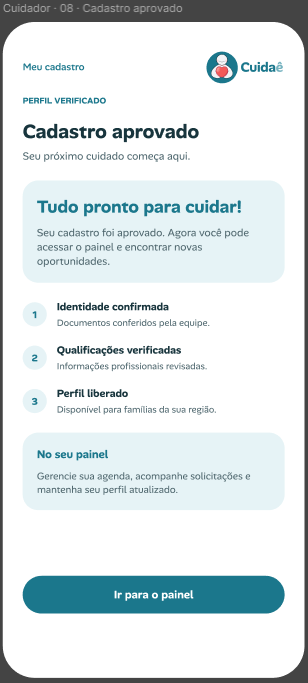 Cuidador - 08 - Cadastro aprovado
Meu cadastro
Cuidaê
PERFIL VERIFICADO
Cadastro aprovado
Seu próximo cuidado começa aqui.
Tudo pronto para cuidar!
Seu cadastro foi aprovado. Agora você pode
acessar o painel e encontrar novas
oportunidades.
1
Identidade confirmada
Documentos conferidos pela equipe.
2
Qualificações verificadas
Informações profissionais revisadas.
3
Perfil liberado
Disponível para famílias da sua região.
No seu painel
Gerencie sua agenda, acompanhe solicitações e
mantenha seu perfil atualizado.
Ir para o painel